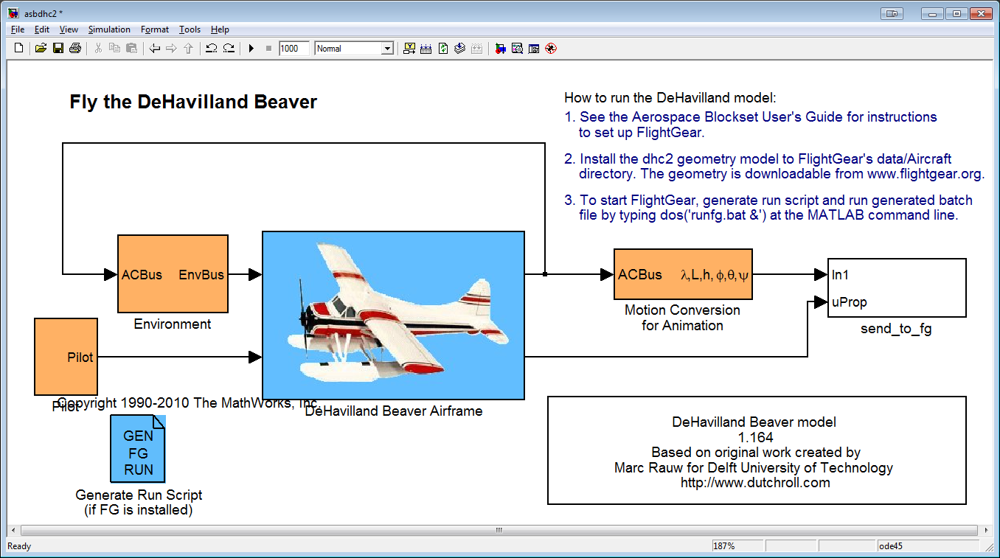 asbdhc2 *
File Edit View Simulation Format Tools Help
1000 Normal
Fly the DeHavilland Beaver
How to run the DeHavilland model:
1. See the Aerospace Blockset User's Guide for instructions
to set up FlightGear.
2. Install the dhc2 geometry model to FlightGear's data/Aircraft
directory. The geometry is downloadable from www.flightgear.org.
3. To start FlightGear, generate run script and run generated batch
file by typing dos('runfg.bat &') at the MATLAB command line.
ACBus EnvBus
Environment
Pilot
Pilot
Copyright 1990-2010 The MathWorks, Inc.
DeHavilland Beaver Airframe
ACBus λ,L,h,ϕ,θ,ψ
Motion Conversion
for Animation
In1
uProp
send_to_fg
GEN
FG
RUN
Generate Run Script
(if FG is installed)
DeHavilland Beaver model
1.164
Based on original work created by
Marc Rauw for Delft University of Technology
http://www.dutchroll.com
Ready 187% ode45